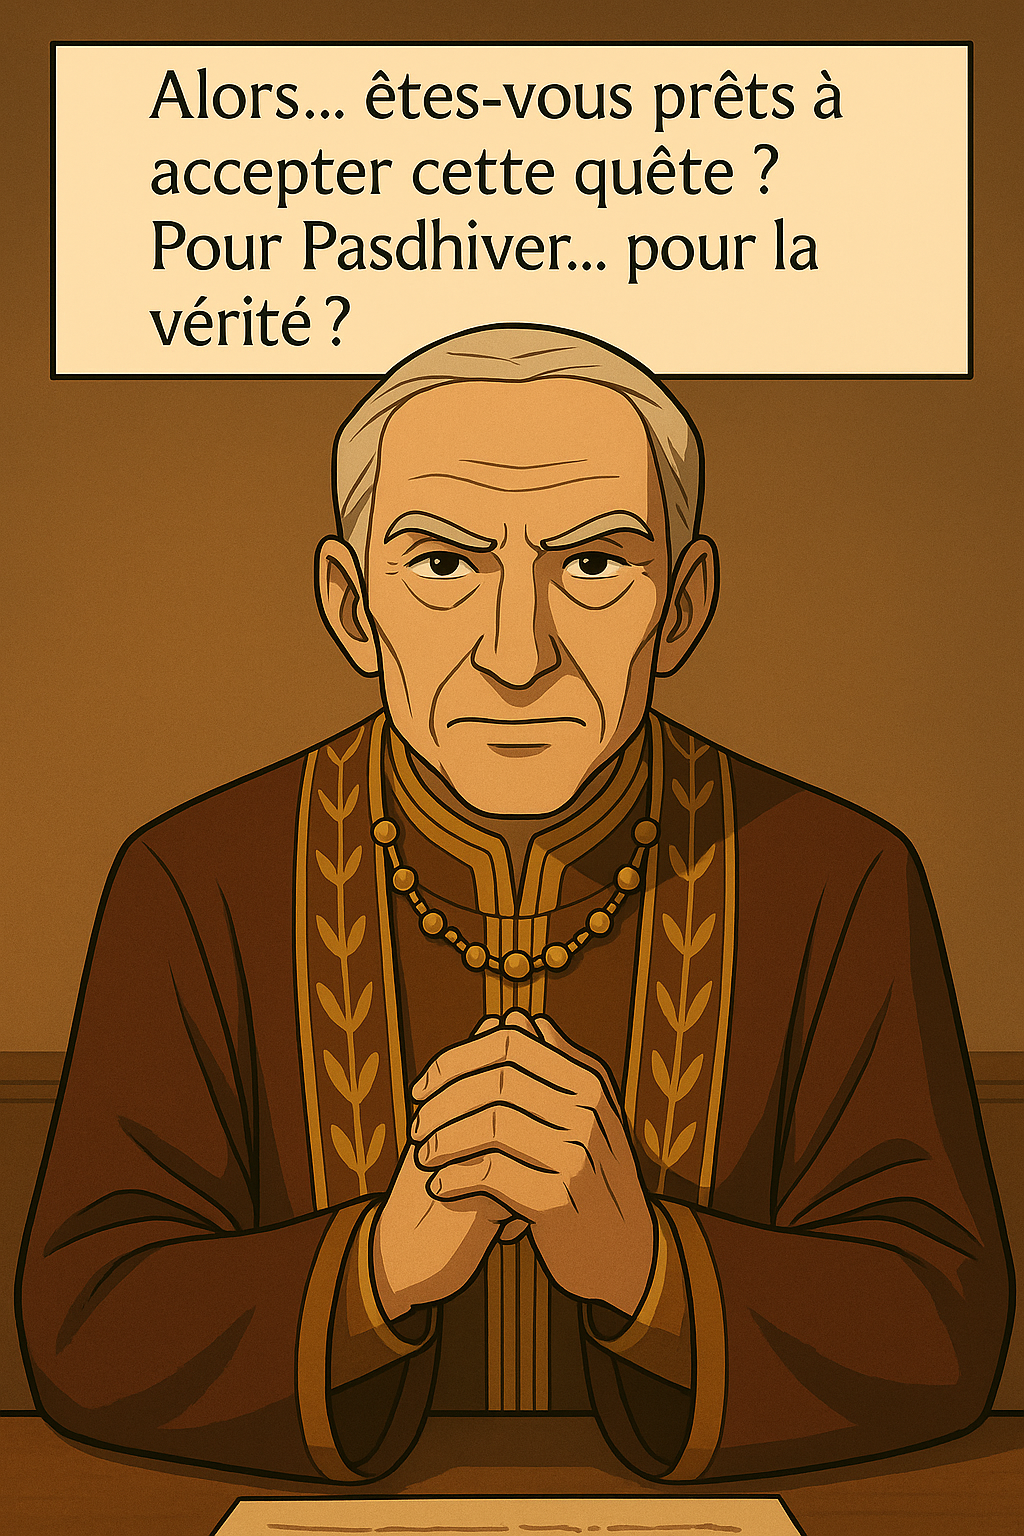 Alors... êtes-vous prêts à
accepter cette quête ?
Pour Pasdhiver... pour la
vérité ?